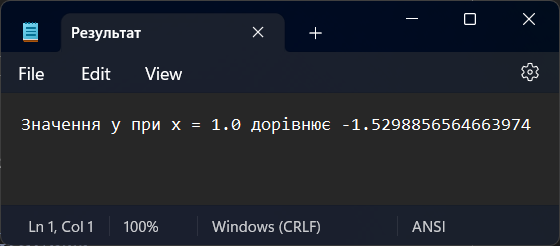 Результат
File Edit View
Значення y при x = 1.0 дорівнює -1.5298856564663974
Ln 1, Col 1 100% Windows (CRLF) ANSI